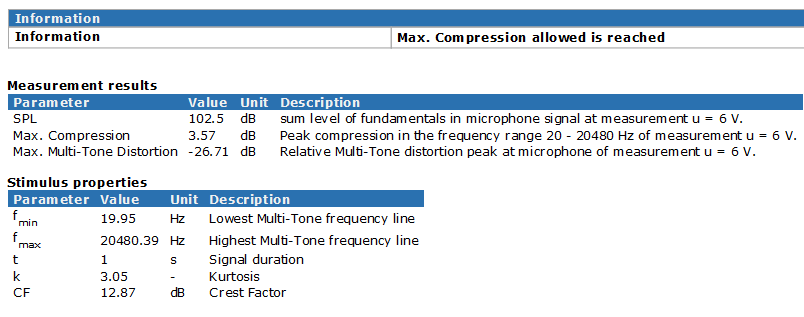 Information
Information Max. Compression allowed is reached
Measurement results
Parameter Value Unit Description
SPL 102.5 dB sum level of fundamentals in microphone signal at measurement u = 6 V.
Max. Compression 3.57 dB Peak compression in the frequency range 20 - 20480 Hz of measurement u = 6 V.
Max. Multi-Tone Distortion -26.71 dB Relative Multi-Tone distortion peak at microphone of measurement u = 6 V.
Stimulus properties
Parameter Value Unit Description
fmin 19.95 Hz Lowest Multi-Tone frequency line
fmax 20480.39 Hz Highest Multi-Tone frequency line
t 1 s Signal duration
k 3.05 - Kurtosis
CF 12.87 dB Crest Factor